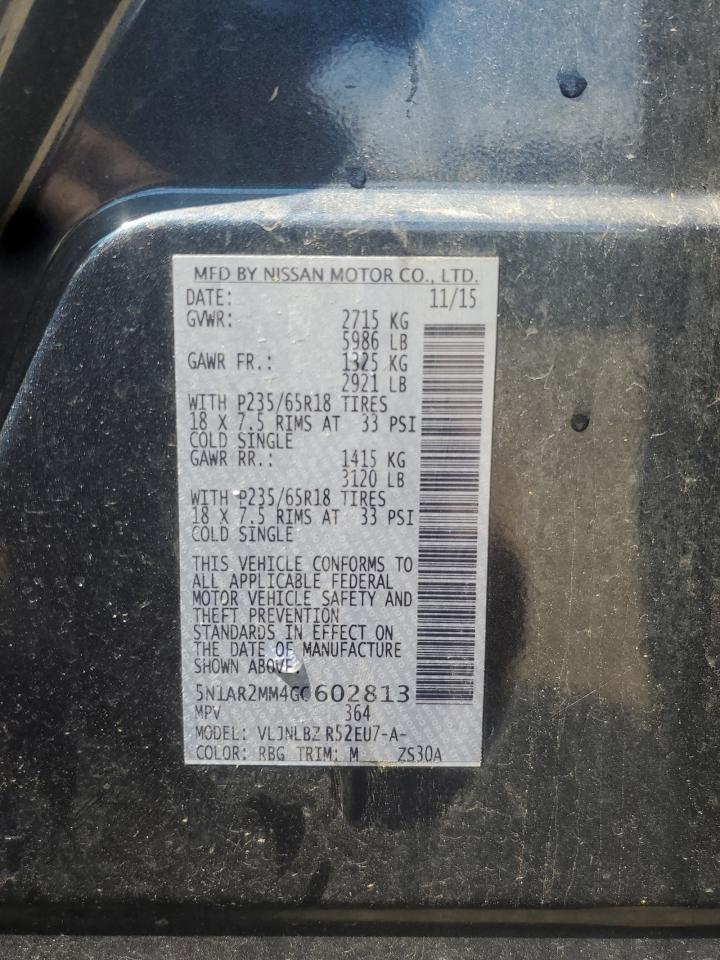 MFD BY NISSAN MOTOR CO., LTD.
DATE: 11/15
GVWR: 2715 KG
5986 LB
GAWR FR.: 1325 KG
2921 LB
WITH P235/65R18 TIRES
18 X 7.5 RIMS AT 33 PSI
COLD SINGLE
GAWR RR.: 1415 KG
3120 LB
WITH P235/65R18 TIRES
18 X 7.5 RIMS AT 33 PSI
COLD SINGLE
THIS VEHICLE CONFORMS TO
ALL APPLICABLE FEDERAL
MOTOR VEHICLE SAFETY AND
THEFT PREVENTION
STANDARDS IN EFFECT ON
THE DATE OF MANUFACTURE
SHOWN ABOVE.
5N1AR2MM4GC602813
MPV 364
MODEL: VLJNLBZ R52EU7-A-
COLOR: RBG TRIM: M ZS30A